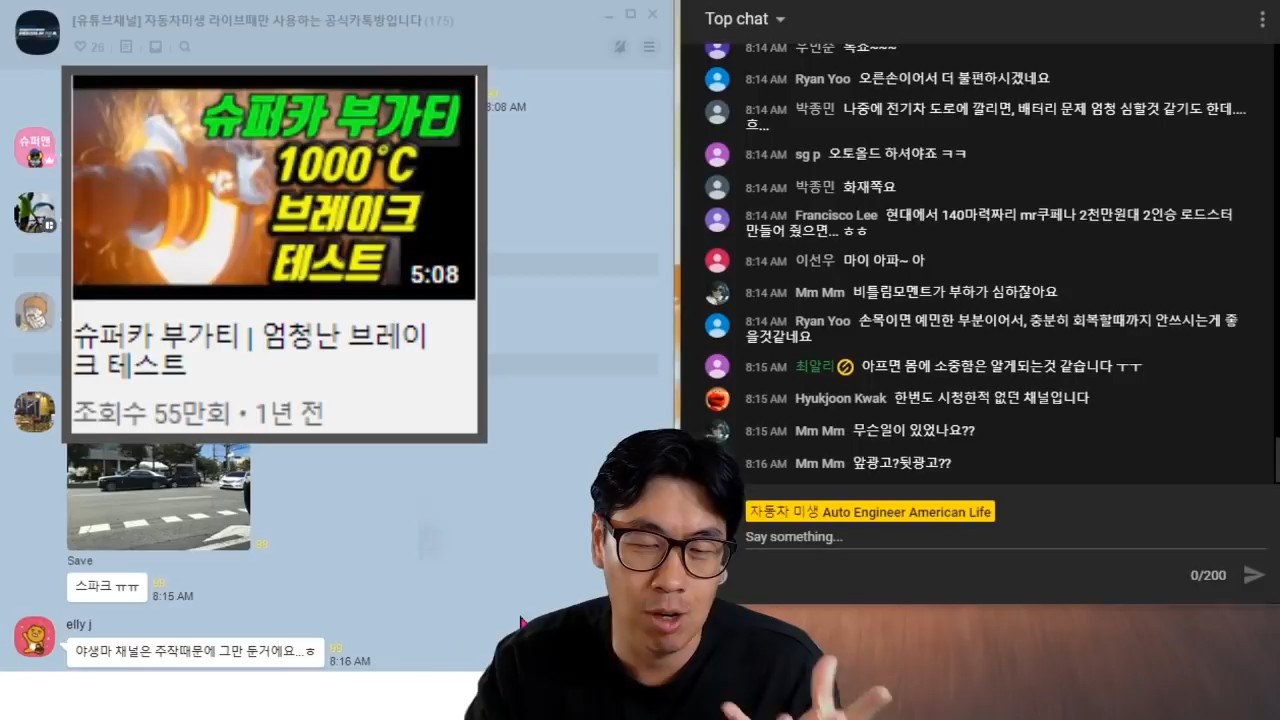 [유튜브채널] 자동차미생 라이브때만 사용하는 공식카톡방입니다 (175)
26
슈퍼카 부가티
1000°C
브레이크
테스트
5:08
슈퍼카 부가티 | 엄청난 브레이
크 테스트
조회수 55만회 • 1년 전
8:08 AM
슈퍼맨
99
Save
스파크 ㅠㅠ
99
8:15 AM
elly j
야생마 채널은 주작때문에 그만 둔거에요...ㅎ
99
8:16 AM
Top chat
8:14 AM 우민준 쏙쬬~~~
8:14 AM Ryan Yoo 오른손이어서 더 불편하시겠네요
8:14 AM 박종민 나중에 전기차 도로에 깔리면, 배터리 문제 엄청 심할것 같기도 한데....
흐...
8:14 AM sg p 오토올드 하셔야죠 ㅋㅋ
8:14 AM 박종민 화재쪽요
8:14 AM Francisco Lee 현대에서 140마력짜리 mr쿠페나 2천만원대 2인승 로드스터
만들어 줬으면... ㅎㅎ
8:14 AM 이선우 마이 아파~ 아
8:14 AM Mm Mm 비틀림모멘트가 부하가 심하잖아요
8:14 AM Ryan Yoo 손목이면 예민한 부분이어서, 충분히 회복할때까지 안쓰시는게 좋
을것같네요
8:15 AM 최알리 아프면 몸에 소중함은 알게되는것 같습니다 ㅜㅜ
8:15 AM Hyukjoon Kwak 한번도 시청한적 없던 채널입니다
8:15 AM Mm Mm 무슨일이 있었나요??
8:16 AM Mm Mm 앞광고?뒷광고??
자동차 미생 Auto Engineer American Life
Say something...
0/200